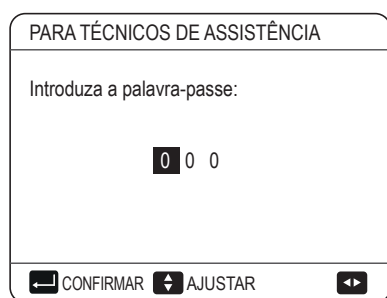 PARA TÉCNICOS DE ASSISTÊNCIA
Introduza a palavra-passe:
0 0 0
CONFIRMAR AJUSTAR